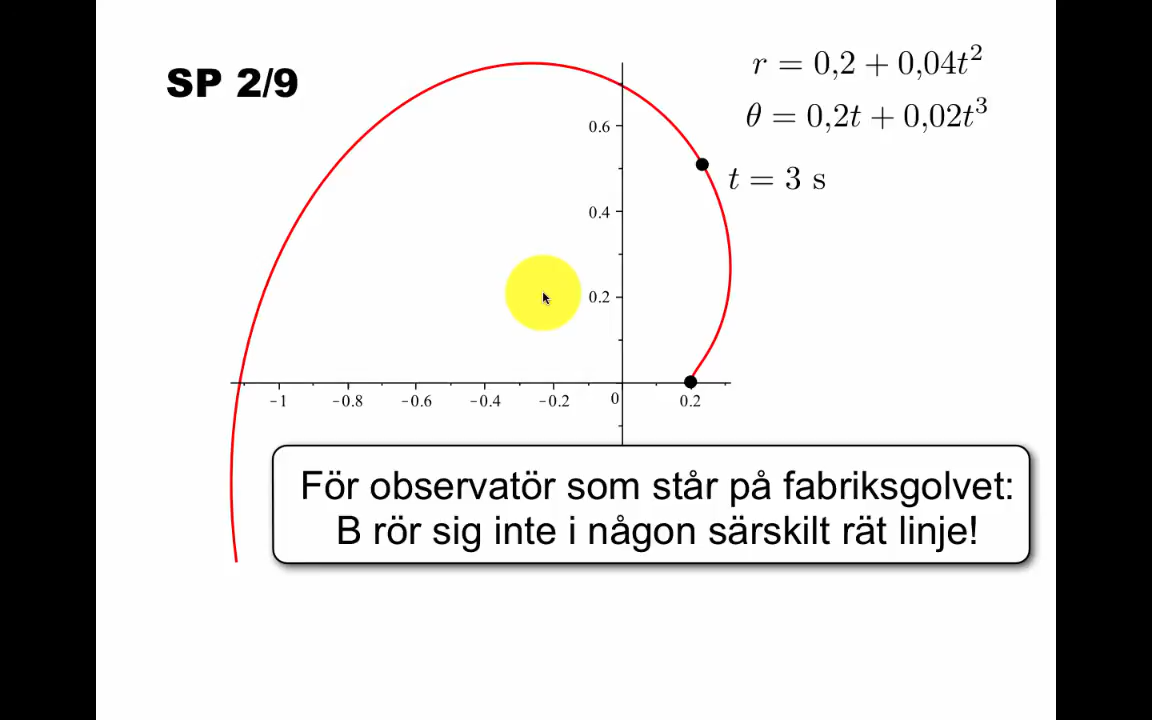 SP 2/9
r = 0,2 + 0,04t²
θ = 0,2t + 0,02t³
t = 3 s
0.6
0.4
0.2
−1 −0.8 −0.6 −0.4 −0.2 0 0.2
För observatör som står på fabriksgolvet:
B rör sig inte i någon särskilt rät linje!